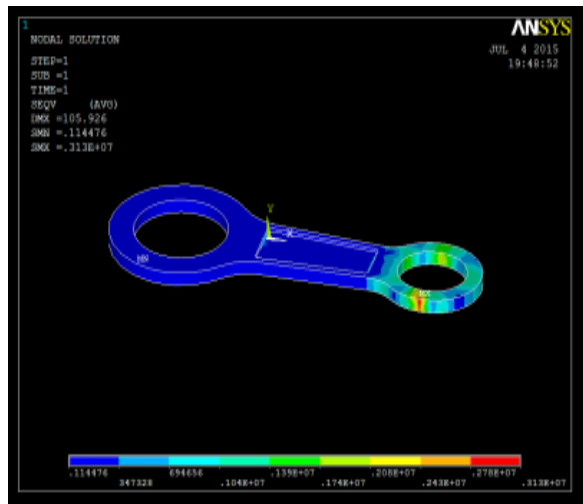 1
NODAL SOLUTION
STEP=1
SUB =1
TIME=1
SEQV (AVG)
DMX =105.926
SMN =.114476
SMX =.313E+07
ANSYS
JUL 4 2015
19:48:52
Y
X
MN
MX
.114476 694656 .139E+07 .208E+07 .278E+07
347328 .104E+07 .174E+07 .243E+07 .313E+07